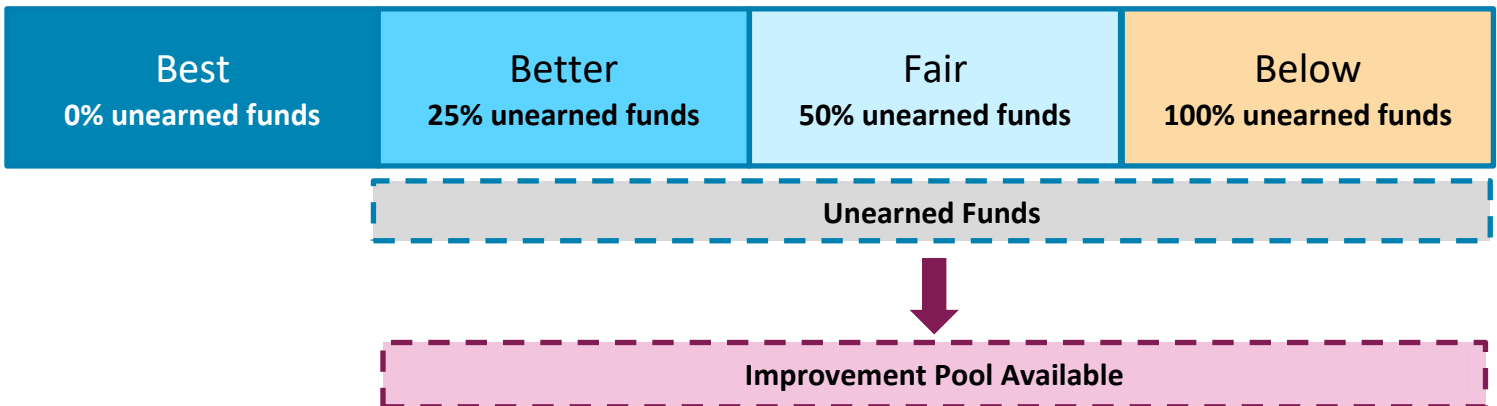 Best
0% unearned funds
Better
25% unearned funds
Fair
50% unearned funds
Below
100% unearned funds
Unearned Funds
Improvement Pool Available